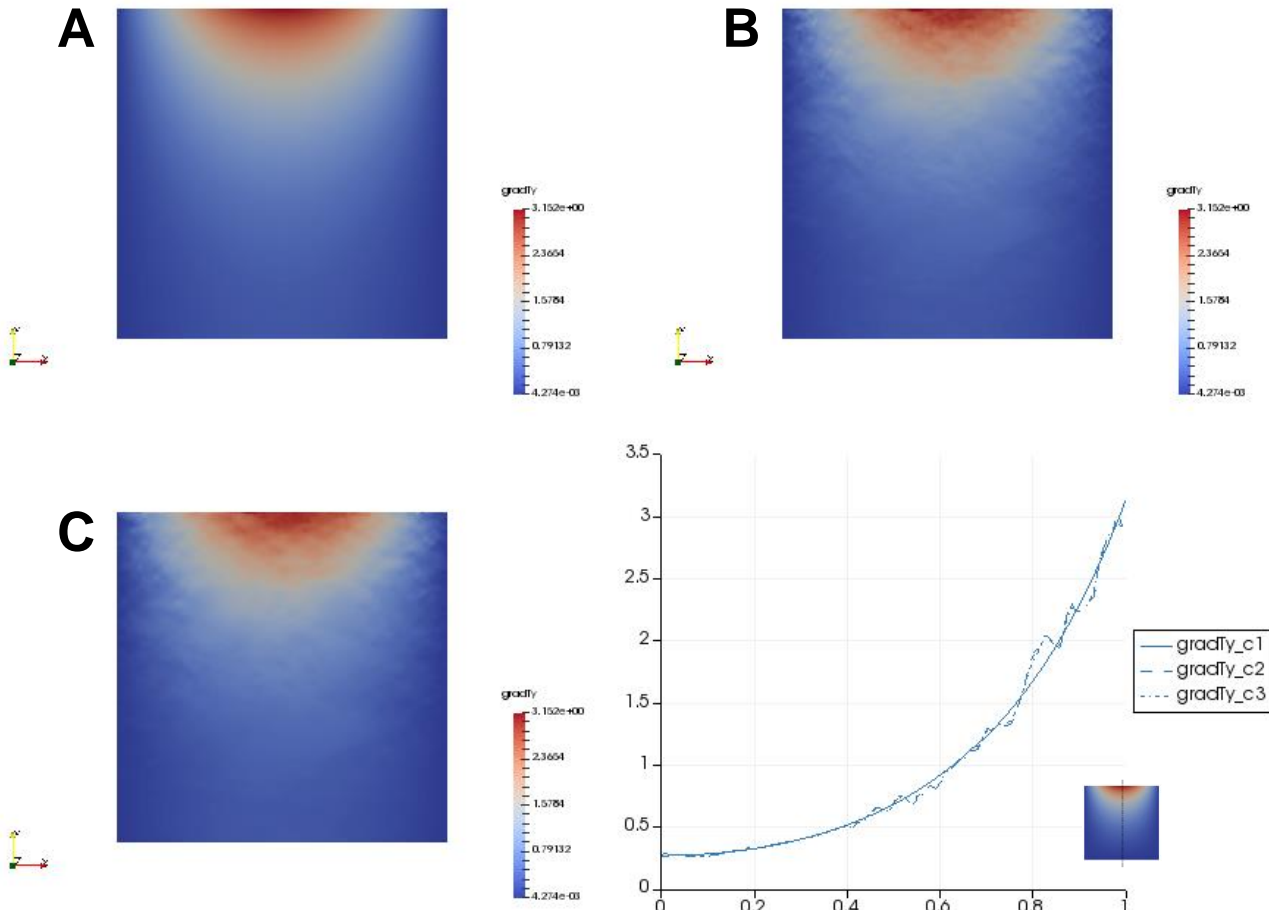 A
B
gradTy
3.152e+00
2.3654
1.5784
0.79132
4.274e-03
gradTy
3.152e+00
2.3654
1.5784
0.79132
4.274e-03
C
gradTy
3.152e+00
2.3654
1.5784
0.79132
4.274e-03
3.5
3
2.5
2
1.5
1
0.5
0
0 0.2 0.4 0.6 0.8 1
gradTy_c1
gradTy_c2
gradTy_c3